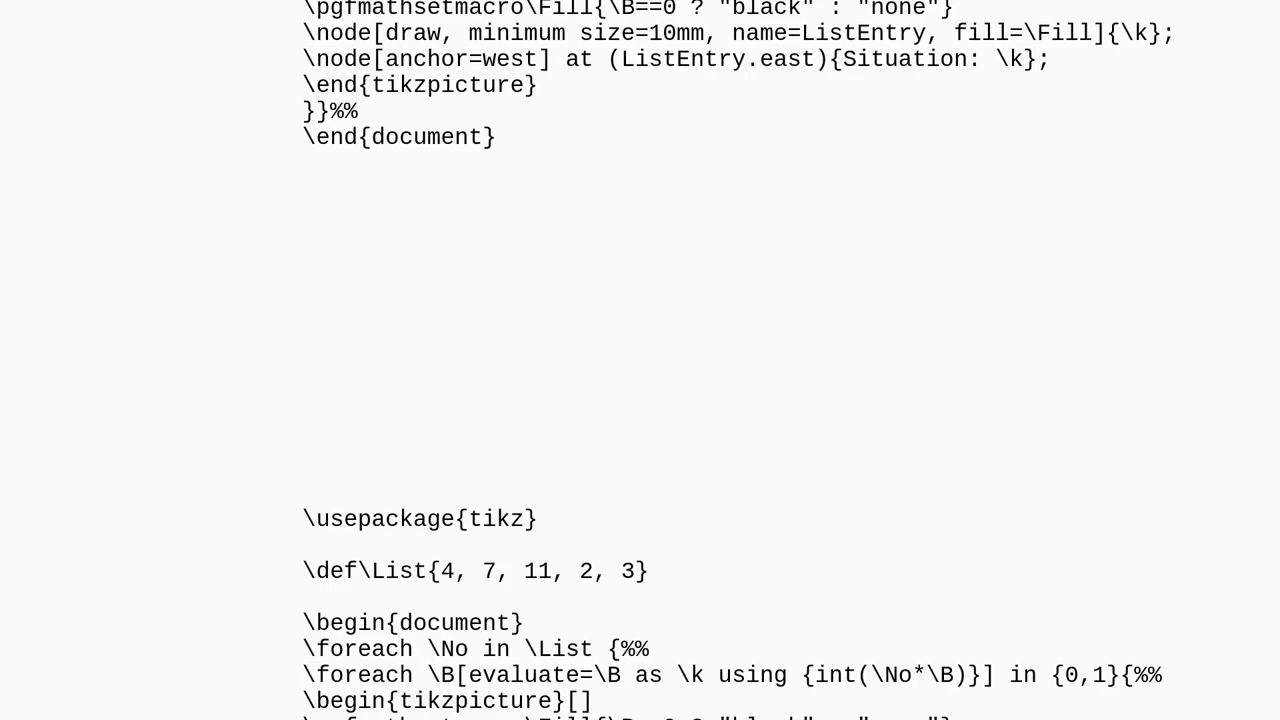 \pgfmathsetmacro\Fill{\B==0 ? "black" : "none"}
\node[draw, minimum size=10mm, name=ListEntry, fill=\Fill]{\k};
\node[anchor=west] at (ListEntry.east){Situation: \k};
\end{tikzpicture}
}}%%
\end{document}
\usepackage{tikz}
\def\List{4, 7, 11, 2, 3}
\begin{document}
\foreach \No in \List {%%
\foreach \B[evaluate=\B as \k using {int(\No*\B)}] in {0,1}{%%
\begin{tikzpicture}[]